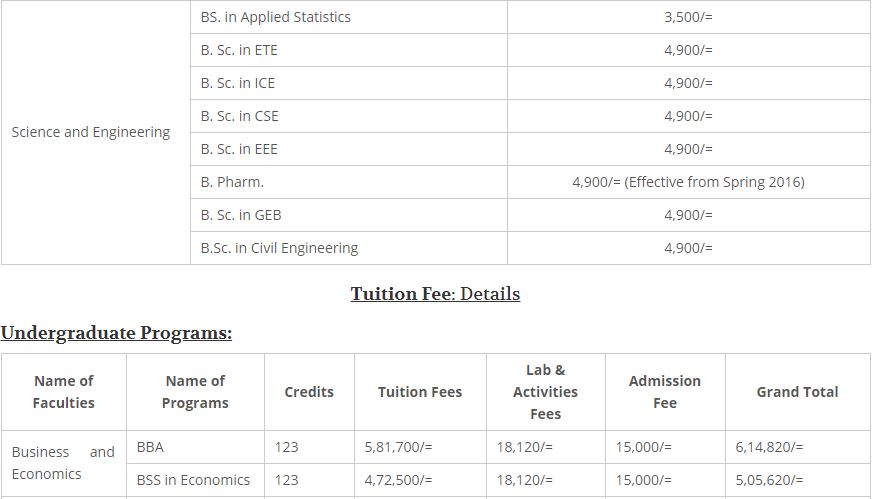 Science and Engineering
BS. in Applied Statistics 3,500/=
B. Sc. in ETE 4,900/=
B. Sc. in ICE 4,900/=
B. Sc. in CSE 4,900/=
B. Sc. in EEE 4,900/=
B. Pharm. 4,900/= (Effective from Spring 2016)
B. Sc. in GEB 4,900/=
B.Sc. in Civil Engineering 4,900/=
Tuition Fee: Details
Undergraduate Programs:
Name of Faculties Name of Programs Credits Tuition Fees Lab & Activities Fees Admission Fee Grand Total
Business and Economics
BBA 123 5,81,700/= 18,120/= 15,000/= 6,14,820/=
BSS in Economics 123 4,72,500/= 18,120/= 15,000/= 5,05,620/=